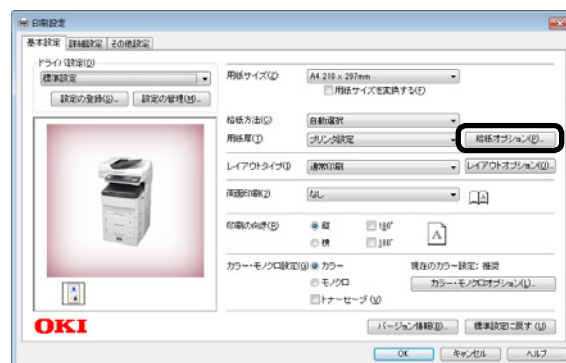 印刷設定
基本設定 詳細設定 その他設定
ドライバ設定(D)
標準設定
設定の登録(S)... 設定の管理(M)...
用紙サイズ(Z) A4 210 x 297mm
用紙サイズを変換する(F)
給紙方法(C) 自動選択
用紙厚(T) プリンタ設定 給紙オプション(P)...
レイアウトタイプ(I) 通常印刷 レイアウトオプション(O)...
両面印刷(2) なし
印刷の向き(R) 縦 180°
横 180°
A
カラー・モノクロ設定(G) カラー 現在のカラー設定: 推奨
モノクロ カラー・モノクロオプション(L)...
トナーセーブ(V)
OKI
バージョン情報(B)... 標準設定に戻す(U)
OK キャンセル ヘルプ